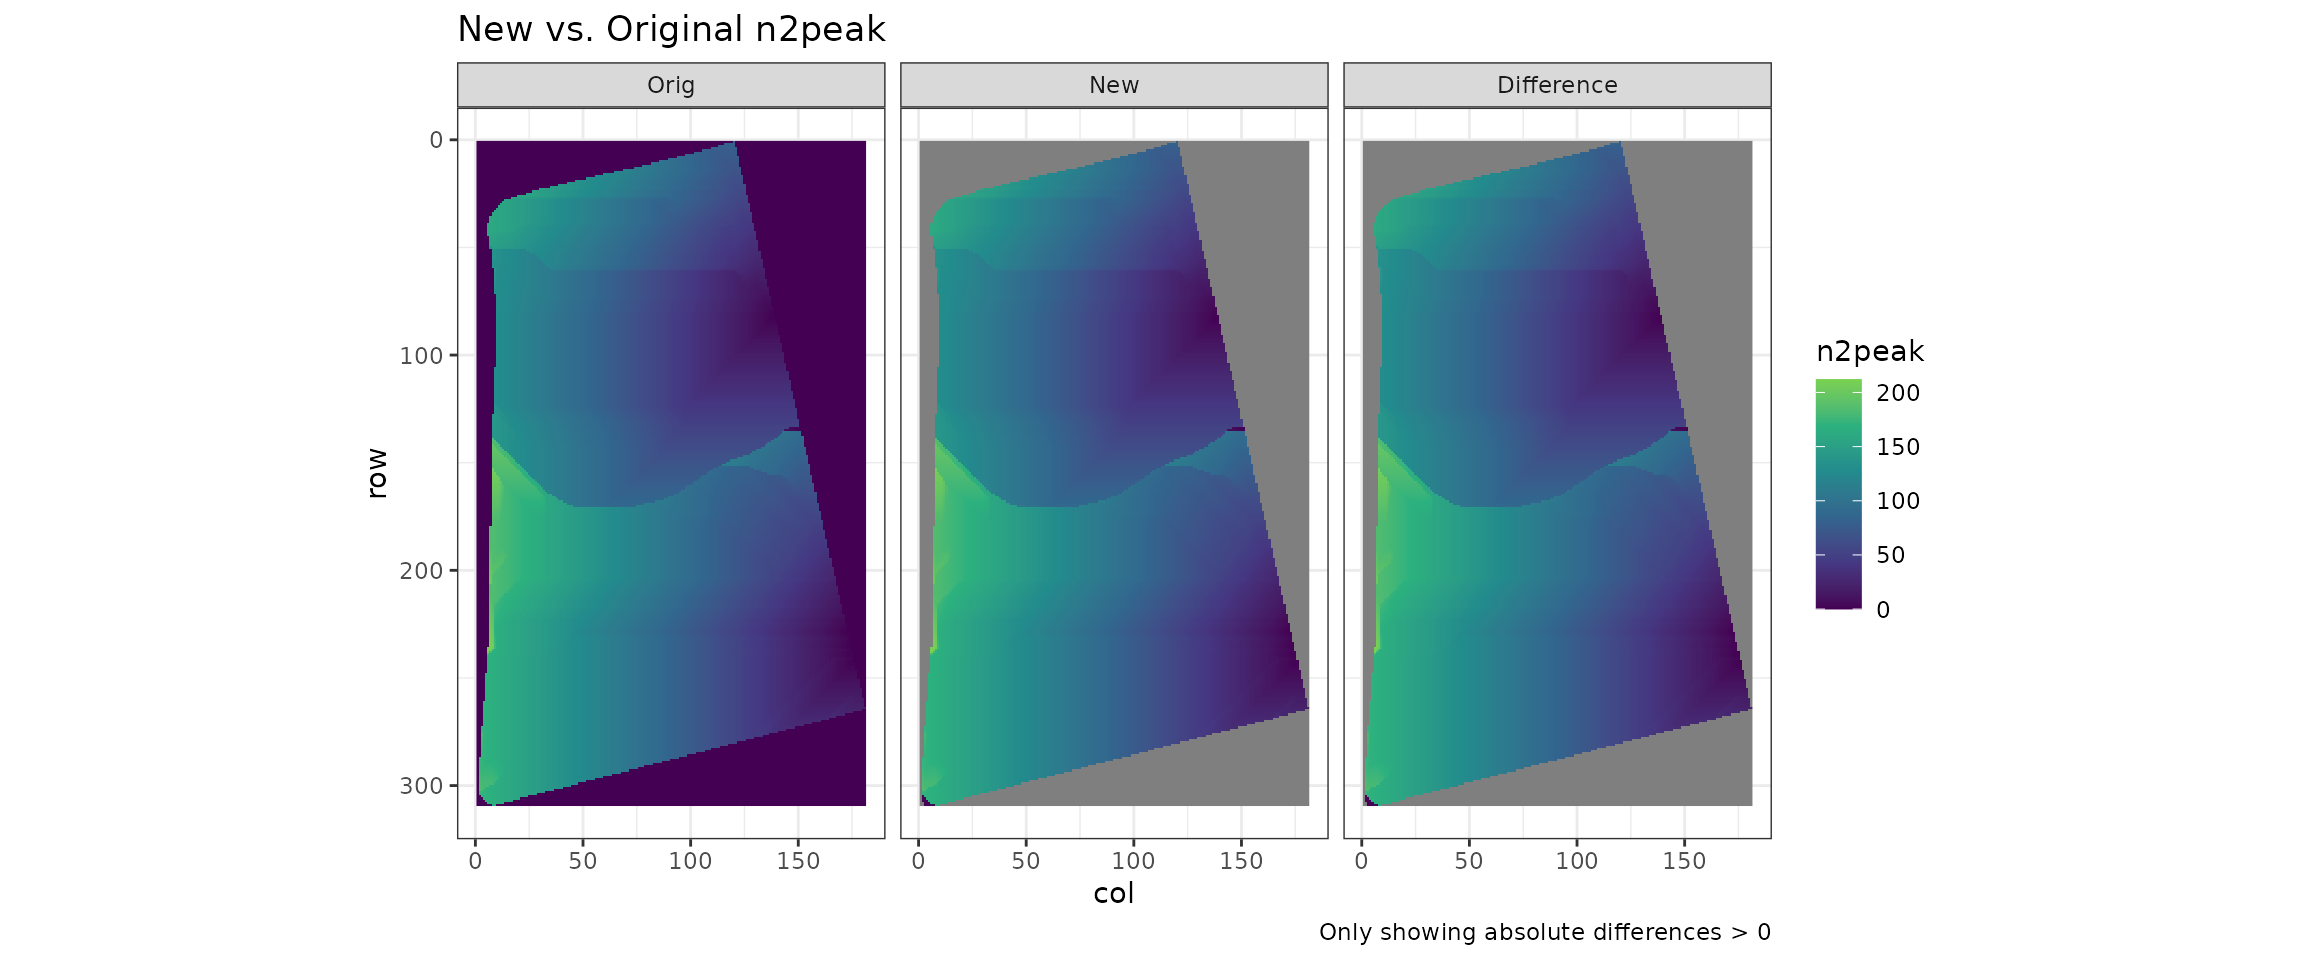 New vs. Original n2peak
Orig
New
Difference
0
100
200
300
row
0 50 100 150
0 50 100 150
0 50 100 150
col
n2peak
200
150
100
50
0
Only showing absolute differences > 0